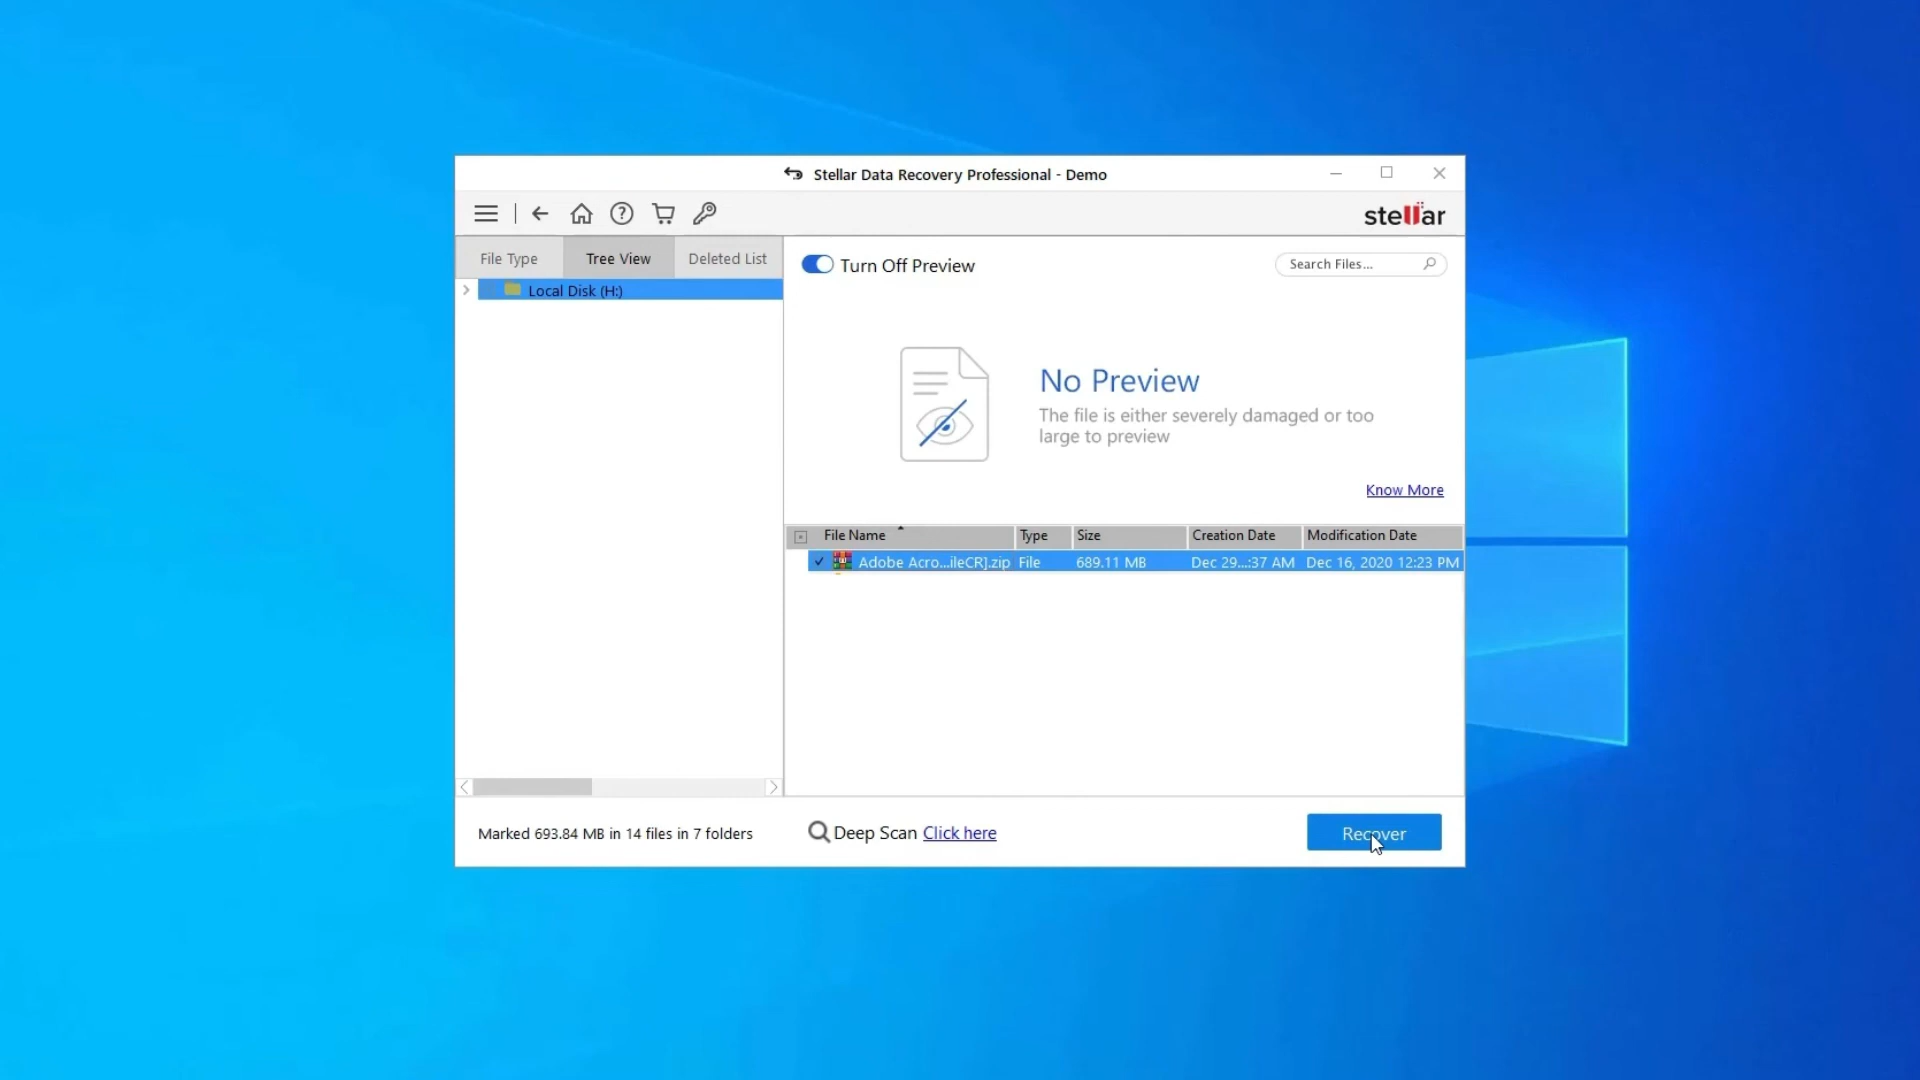 Stellar Data Recovery Professional - Demo
stellar
File Type
Tree View
Deleted List
Turn Off Preview
Search Files...
Local Disk (H:)
No Preview
The file is either severely damaged or too
large to preview
Know More
File Name
Type
Size
Creation Date
Modification Date
Adobe Acro...ileCR].zip
File
689.11 MB
Dec 29...:37 AM
Dec 16, 2020 12:23 PM
Marked 693.84 MB in 14 files in 7 folders
Deep Scan Click here
Recover